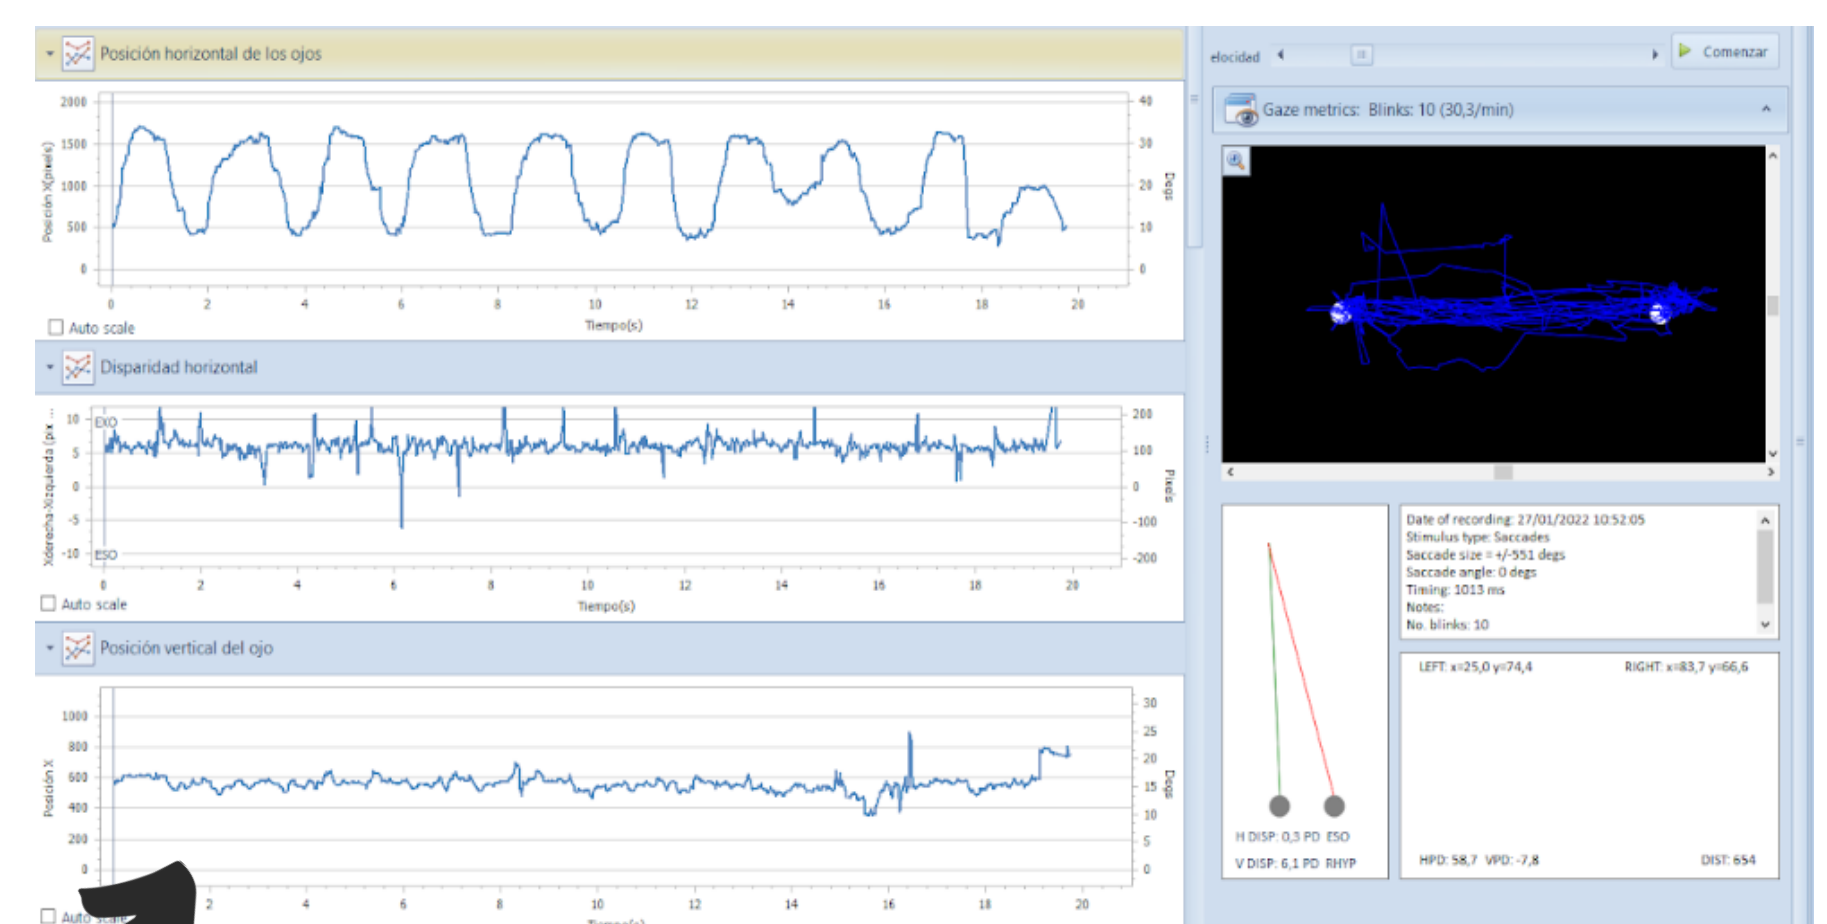 Posición horizontal de los ojos
2000
1500
1000
500
0
Posición X(pixels)
40
30
20
10
0
Degs
0 2 4 6 8 10 12 14 16 18 20
Tiempo(s)
Auto scale
Disparidad horizontal
10
5
0
-5
-10
Xderecha-Xizquierda (pix ...
EXO
ESO
200
100
0
-100
-200
Pixels
0 2 4 6 8 10 12 14 16 18 20
Tiempo(s)
Auto scale
Posición vertical del ojo
1000
800
600
400
200
0
Posición X
30
25
20
15
10
5
0
Degs
2 4 6 8 10 12 14 16 18 20
Tiempo(s)
Auto scale
elocidad
Comenzar
Gaze metrics: Blinks: 10 (30,3/min)
H DISP: 0,3 PD ESO
V DISP: 6,1 PD RHYP
Date of recording: 27/01/2022 10:52:05
Stimulus type: Saccades
Saccade size = +/-551 degs
Saccade angle: 0 degs
Timing: 1013 ms
Notes:
No. blinks: 10
LEFT: x=25,0 y=74,4 RIGHT: x=83,7 y=66,6
HPD: 58,7 VPD: -7,8 DIST: 654